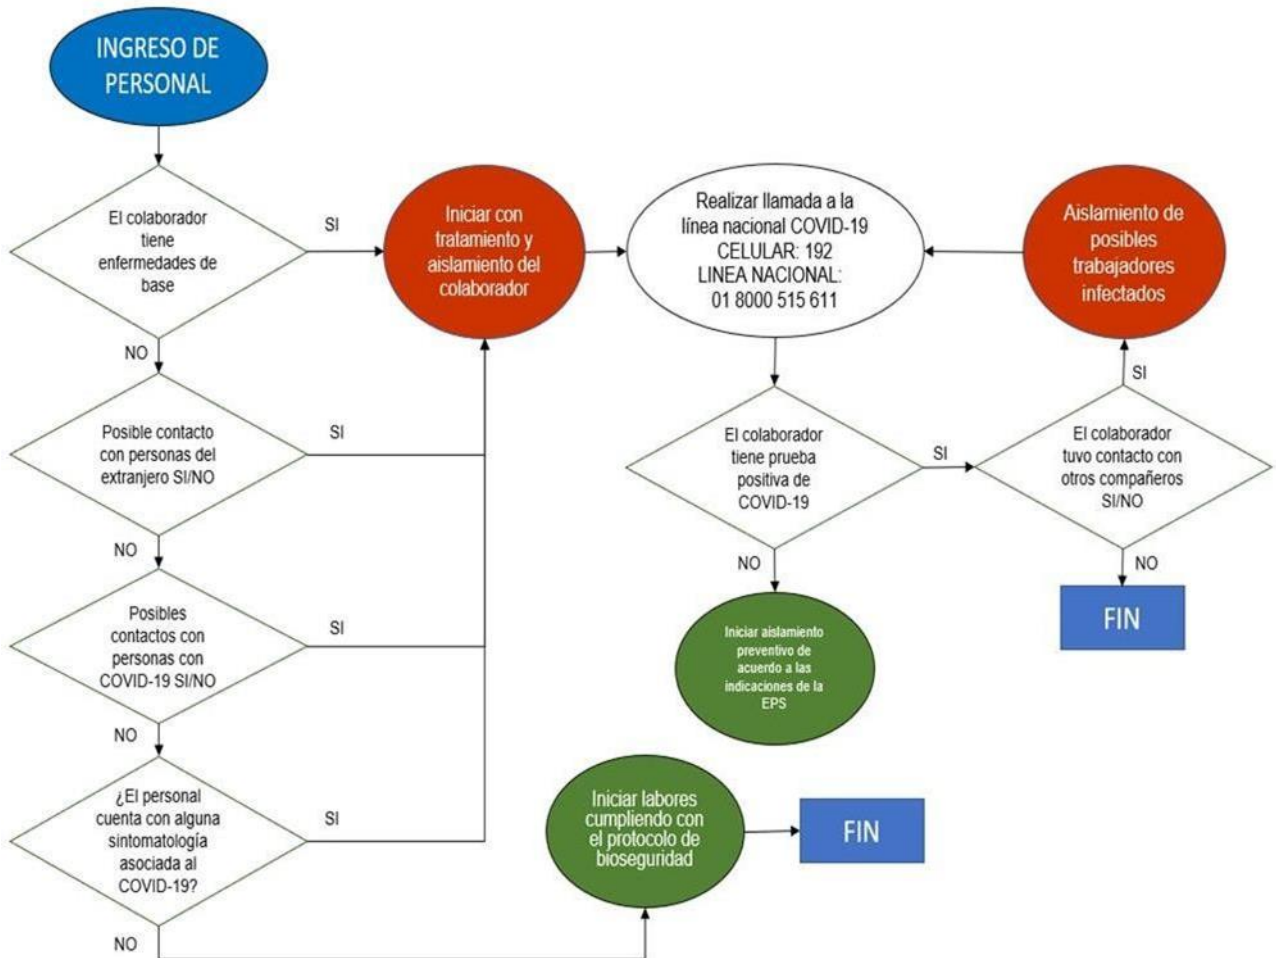 INGRESO DE
PERSONAL
El colaborador
tiene
enfermedades de
base
SI
Iniciar con
tratamiento y
aislamiento del
colaborador
Realizar llamada a la
línea nacional COVID-19
CELULAR: 192
LINEA NACIONAL:
01 8000 515 611
Aislamiento de
posibles
trabajadores
infectados
NO
Posible contacto
con personas del
extranjero SI/NO
SI
El colaborador
tiene prueba
positiva de
COVID-19
SI
El colaborador
tuvo contacto con
otros compañeros
SI/NO
SI
NO
Posibles
contactos con
personas con
COVID-19 SI/NO
SI
NO
Iniciar aislamiento
preventivo de
acuerdo a las
indicaciones de la
EPS
NO
FIN
NO
¿El personal
cuenta con alguna
sintomatología
asociada al
COVID-19?
SI
Iniciar labores
cumpliendo con
el protocolo de
bioseguridad
FIN
NO